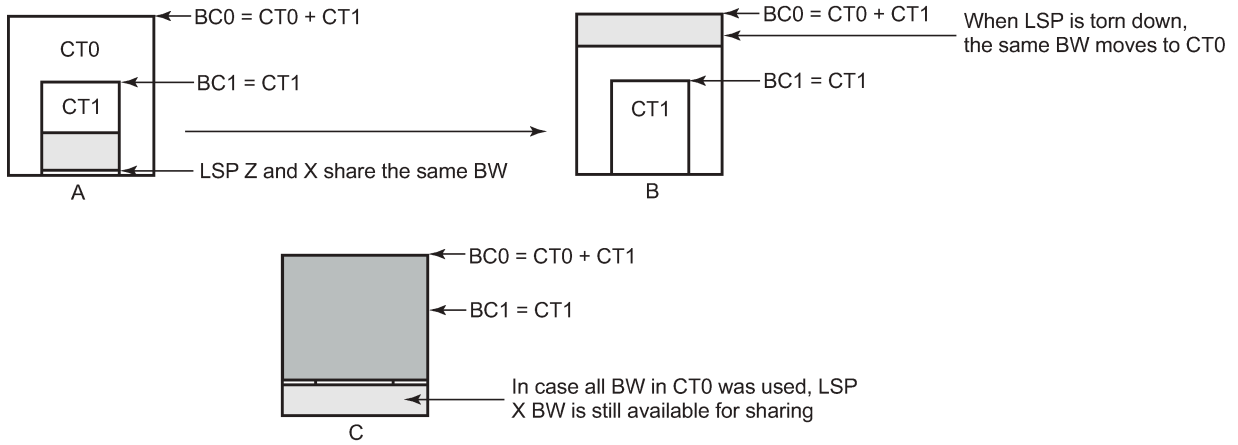 BC0 = CT0 + CT1
CT0
BC1 = CT1
CT1
LSP Z and X share the same BW
A
BC0 = CT0 + CT1
When LSP is torn down,
the same BW moves to CT0
BC1 = CT1
CT1
B
BC0 = CT0 + CT1
BC1 = CT1
In case all BW in CT0 was used, LSP
X BW is still available for sharing
C